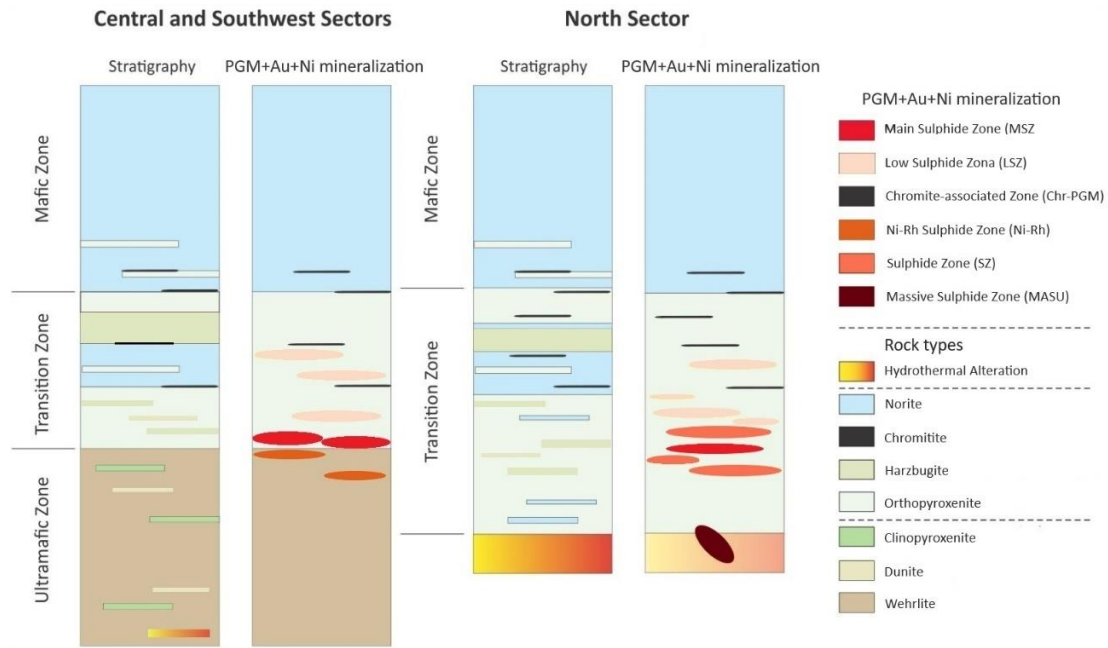 Central and Southwest Sectors
North Sector
Stratigraphy
PGM+Au+Ni mineralization
Stratigraphy
PGM+Au+Ni mineralization
Mafic Zone
Transition Zone
Ultramafic Zone
Mafic Zone
Transition Zone
PGM+Au+Ni mineralization
Main Sulphide Zone (MSZ
Low Sulphide Zona (LSZ)
Chromite-associated Zone (Chr-PGM)
Ni-Rh Sulphide Zone (Ni-Rh)
Sulphide Zone (SZ)
Massive Sulphide Zone (MASU)
Rock types
Hydrothermal Alteration
Norite
Chromitite
Harzbugite
Orthopyroxenite
Clinopyroxenite
Dunite
Wehrlite